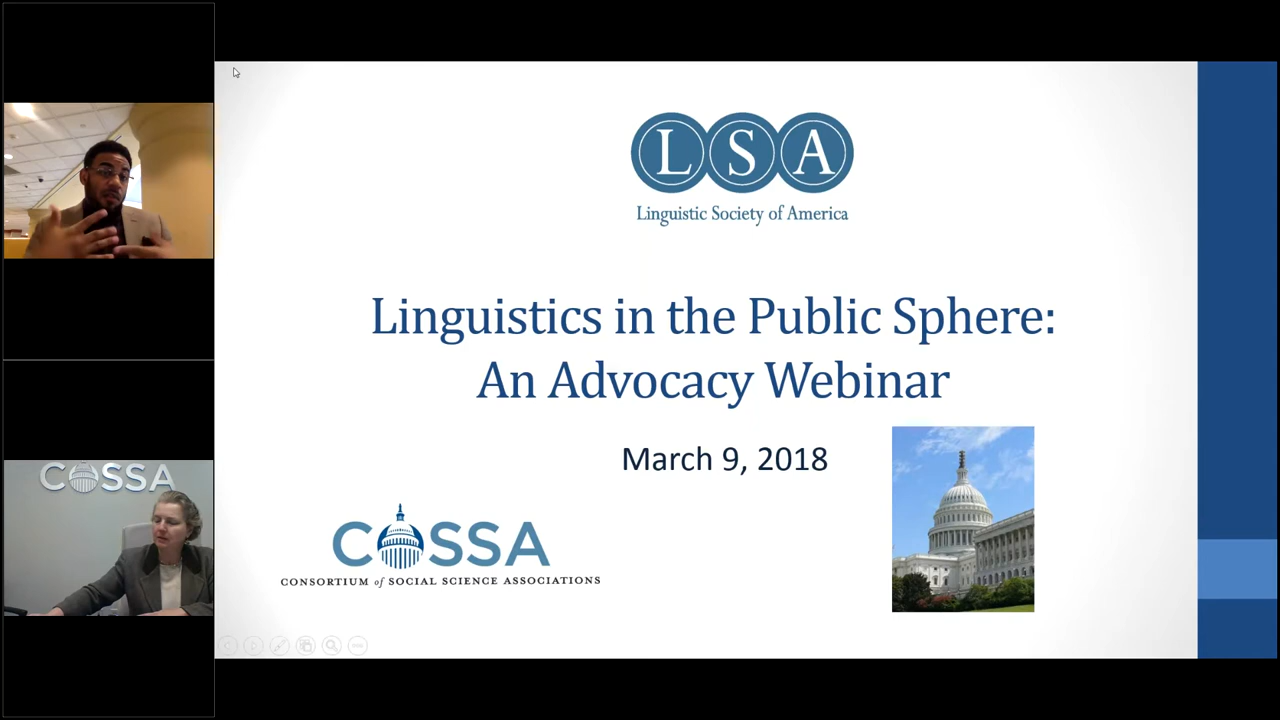 LSA
Linguistic Society of America
Linguistics in the Public Sphere:
An Advocacy Webinar
March 9, 2018
COSSA
CONSORTIUM of SOCIAL SCIENCE ASSOCIATIONS
COSSA